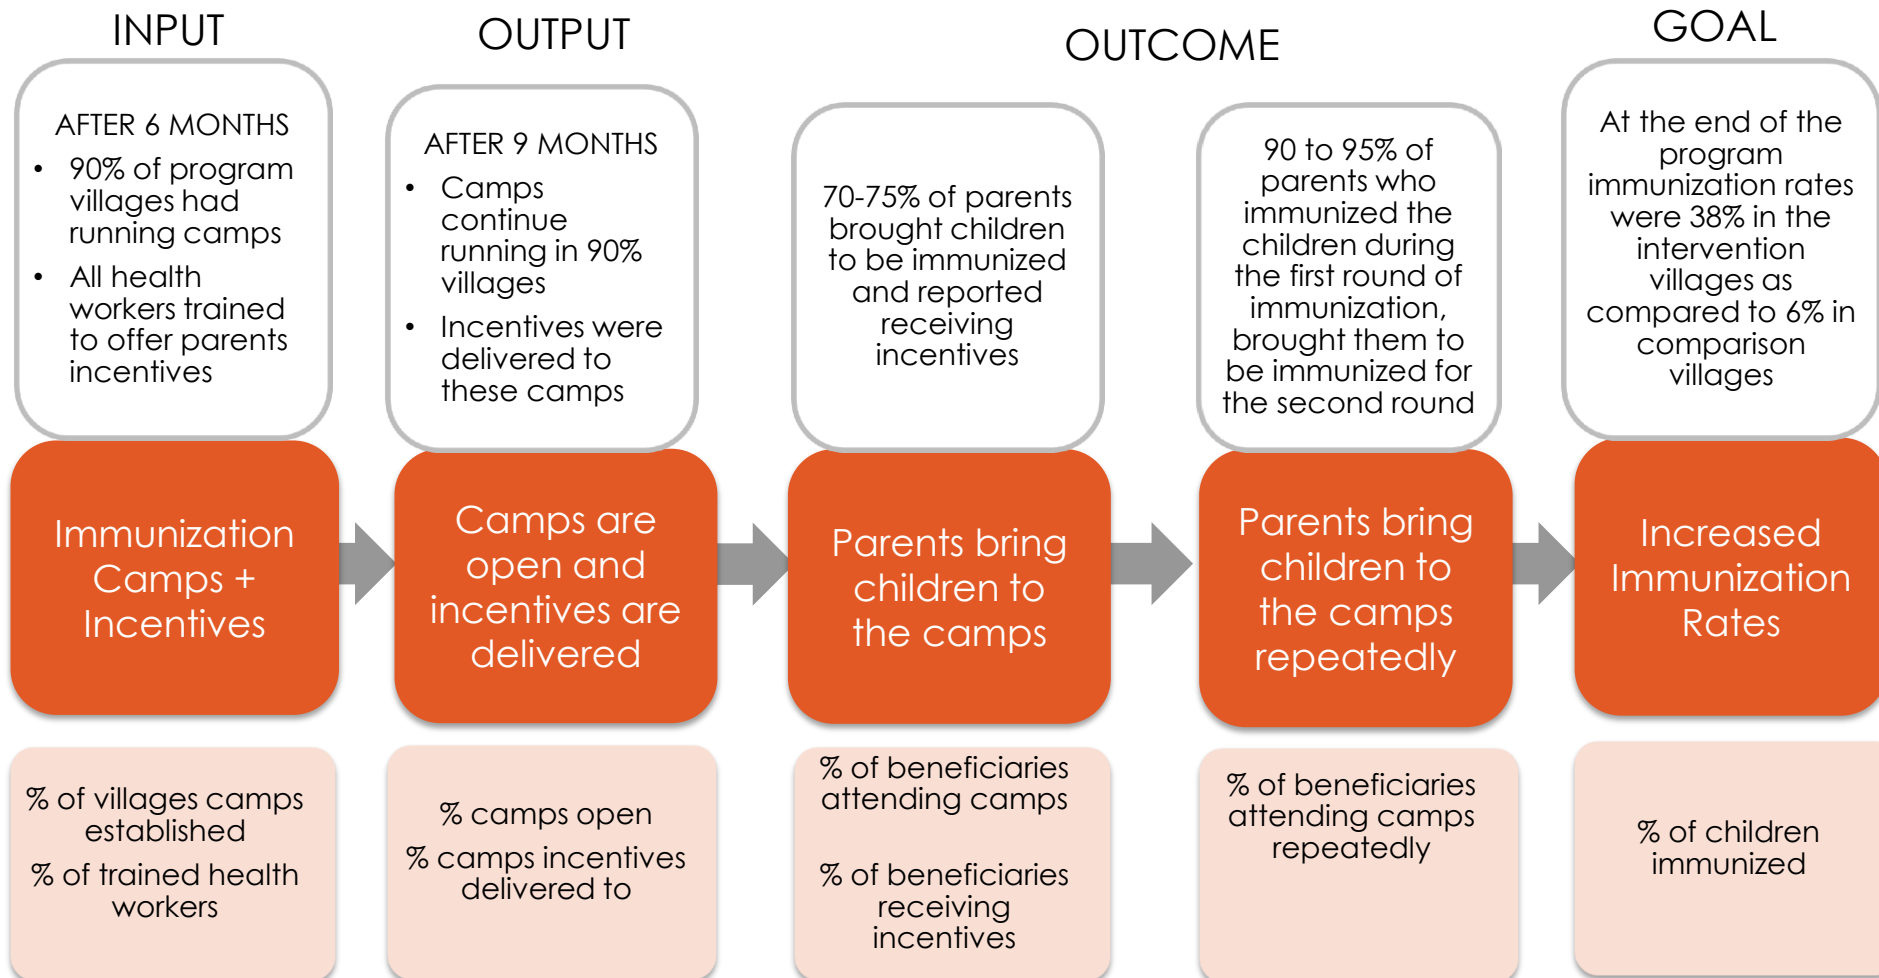 INPUT
OUTPUT
OUTCOME
GOAL
AFTER 6 MONTHS
• 90% of program
villages had
running camps
• All health
workers trained
to offer parents
incentives
AFTER 9 MONTHS
• Camps
continue
running in 90%
villages
• Incentives were
delivered to
these camps
70-75% of parents
brought children
to be immunized
and reported
receiving
incentives
90 to 95% of
parents who
immunized the
children during
the first round of
immunization,
brought them to
be immunized for
the second round
At the end of the
program
immunization rates
were 38% in the
intervention
villages as
compared to 6% in
comparison
villages
Immunization
Camps +
Incentives
Camps are
open and
incentives are
delivered
Parents bring
children to
the camps
Parents bring
children to
the camps
repeatedly
Increased
Immunization
Rates
% of villages camps
established
% of trained health
workers
% camps open
% camps incentives
delivered to
% of beneficiaries
attending camps
% of beneficiaries
receiving
incentives
% of beneficiaries
attending camps
repeatedly
% of children
immunized